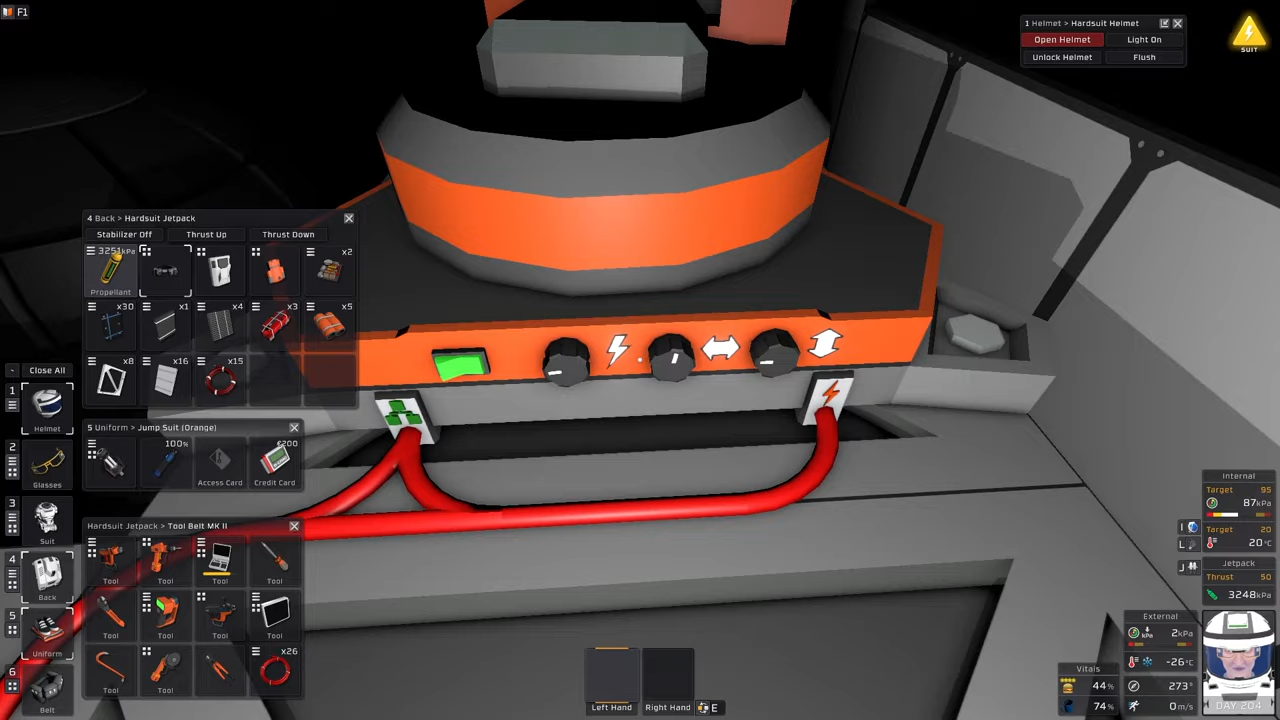 F1
1 Helmet > Hardsuit Helmet
Open Helmet
Light On
Unlock Helmet
Flush
SUIT
4 Back > Hardsuit Jetpack
Stabilizer Off
Thrust Up
Thrust Down
3251kPa
x2
Propellant
x30
x1
x4
x3
x5
x8
x16
x15
- Close All
1
Helmet
5 Uniform > Jump Suit (Orange)
100%
€200
Access Card
Credit Card
2
Glasses
3
Suit
Hardsuit Jetpack > Tool Belt MK II
Tool
Tool
Tool
Tool
4
Back
Tool
Tool
Tool
Tool
5
Uniform
x26
Tool
Tool
Tool
6
Belt
Left Hand
Right Hand
E
Internal
Target 95
87kPa
Target 20
20°C
I
L
J
Jetpack
Thrust 50
3248kPa
External
kPa
2kPa
-26°C
273°
0m/s
Vitals
44%
74%
DAY 204